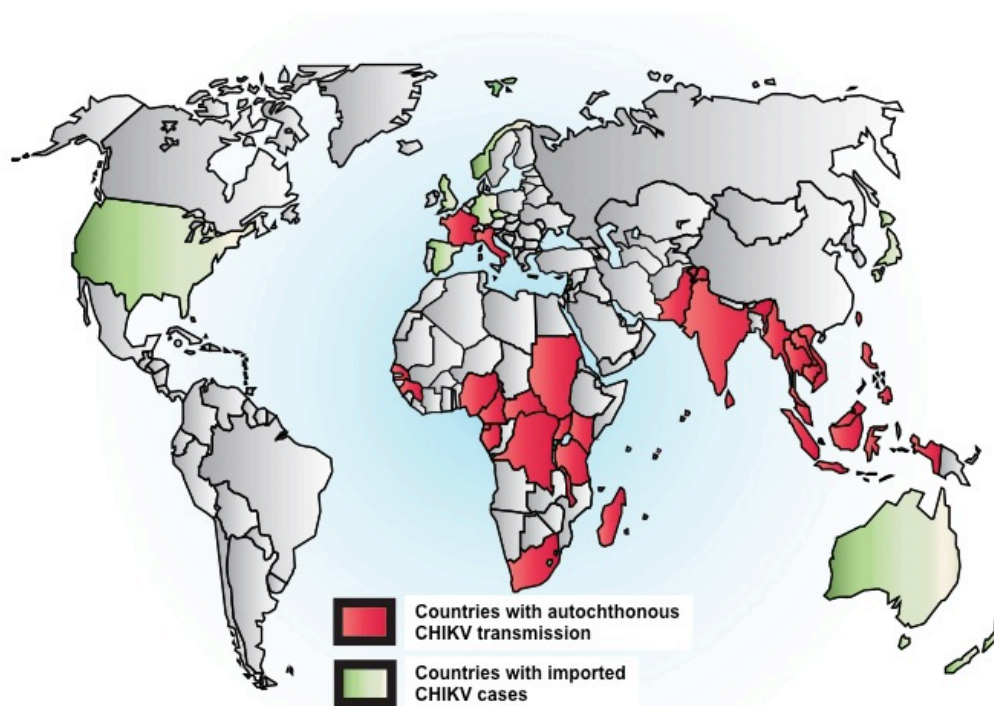 Countries with autochthonous
CHIKV transmission
Countries with imported
CHIKV cases